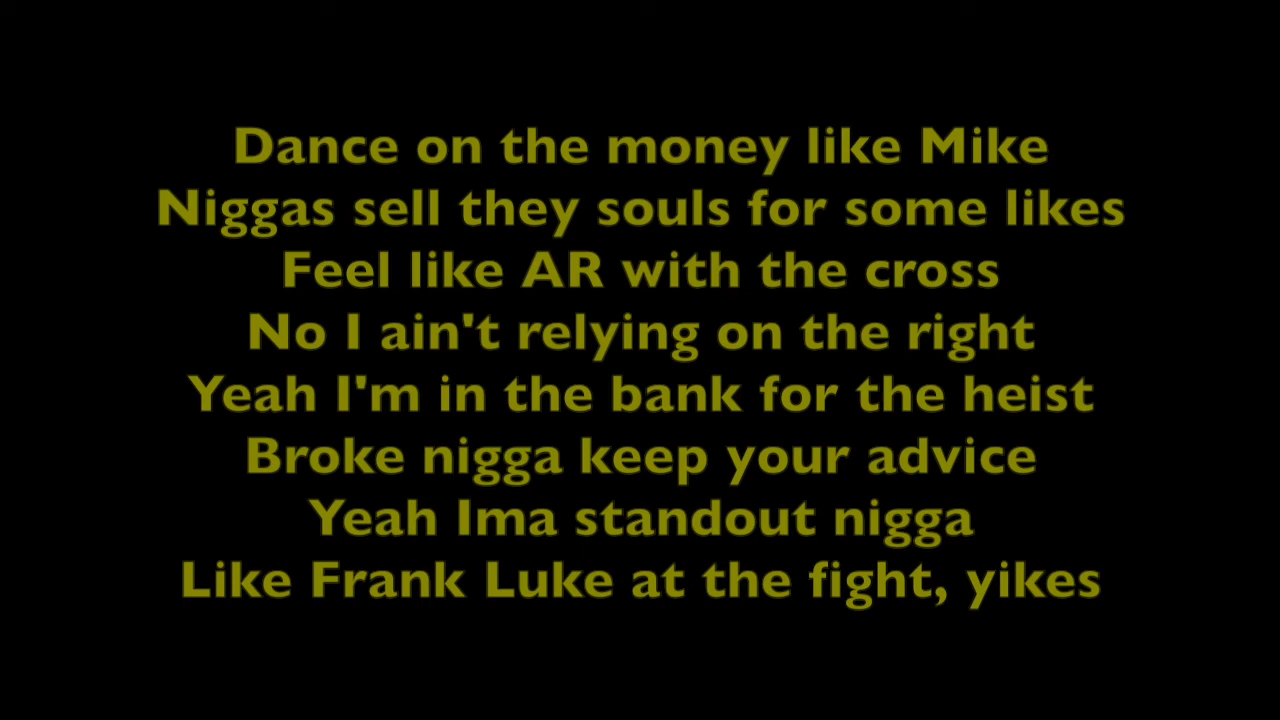 Dance on the money like Mike
Niggas sell they souls for some likes
Feel like AR with the cross
No I ain't relying on the right
Yeah I'm in the bank for the heist
Broke nigga keep your advice
Yeah Ima standout nigga
Like Frank Luke at the fight, yikes